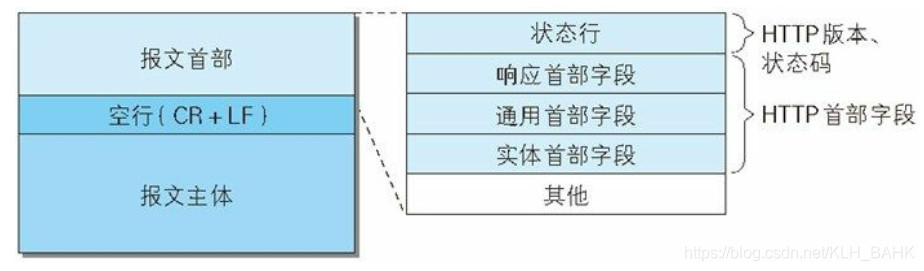 报文首部
空行(CR+LF)
报文主体
状态行
响应首部字段
通用首部字段
实体首部字段
其他
HTTP版本、
状态码
HTTP首部字段
https://blog.csdn.net/KLH_BAHK